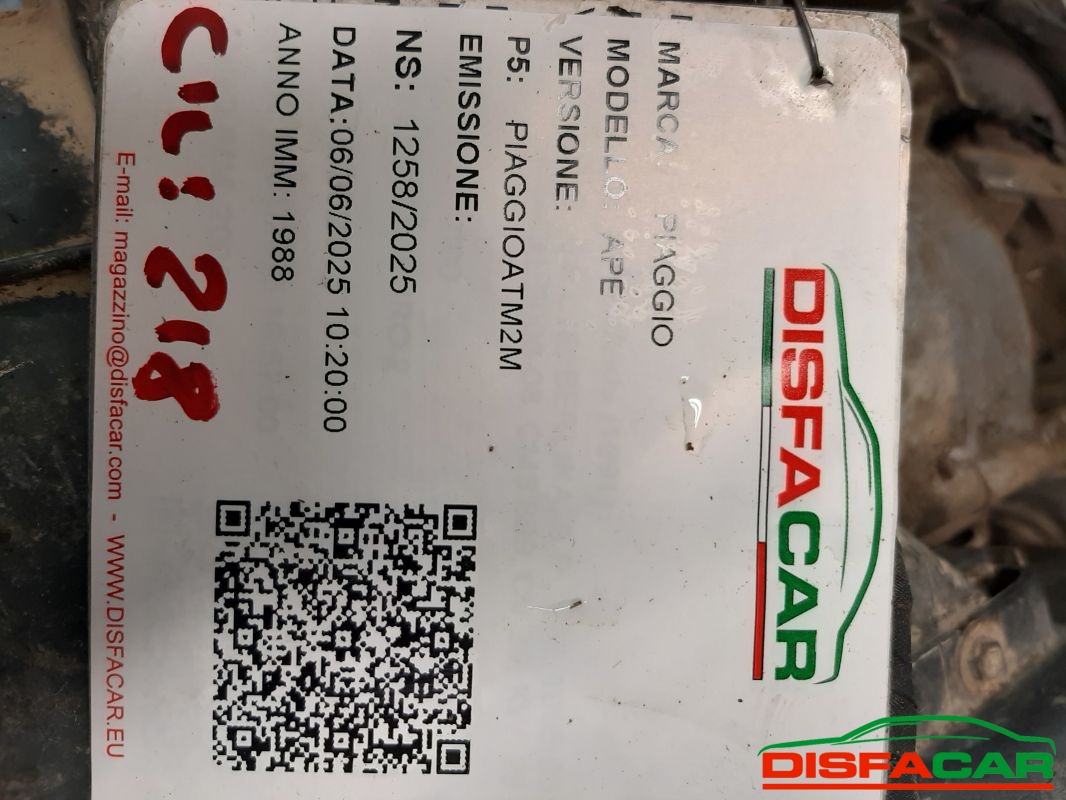 DISFACAR
MARCA: PIAGGIO
MODELLO: APE
VERSIONE:
P5: PIAGGIOATM2M
EMISSIONE:
NS: 1258/2025
DATA:06/06/2025 10:20:00
ANNO IMM: 1988
CIL: 218
E-mail: magazzino@disfacar.com - WWW.DISFACAR.EU
DISFACAR